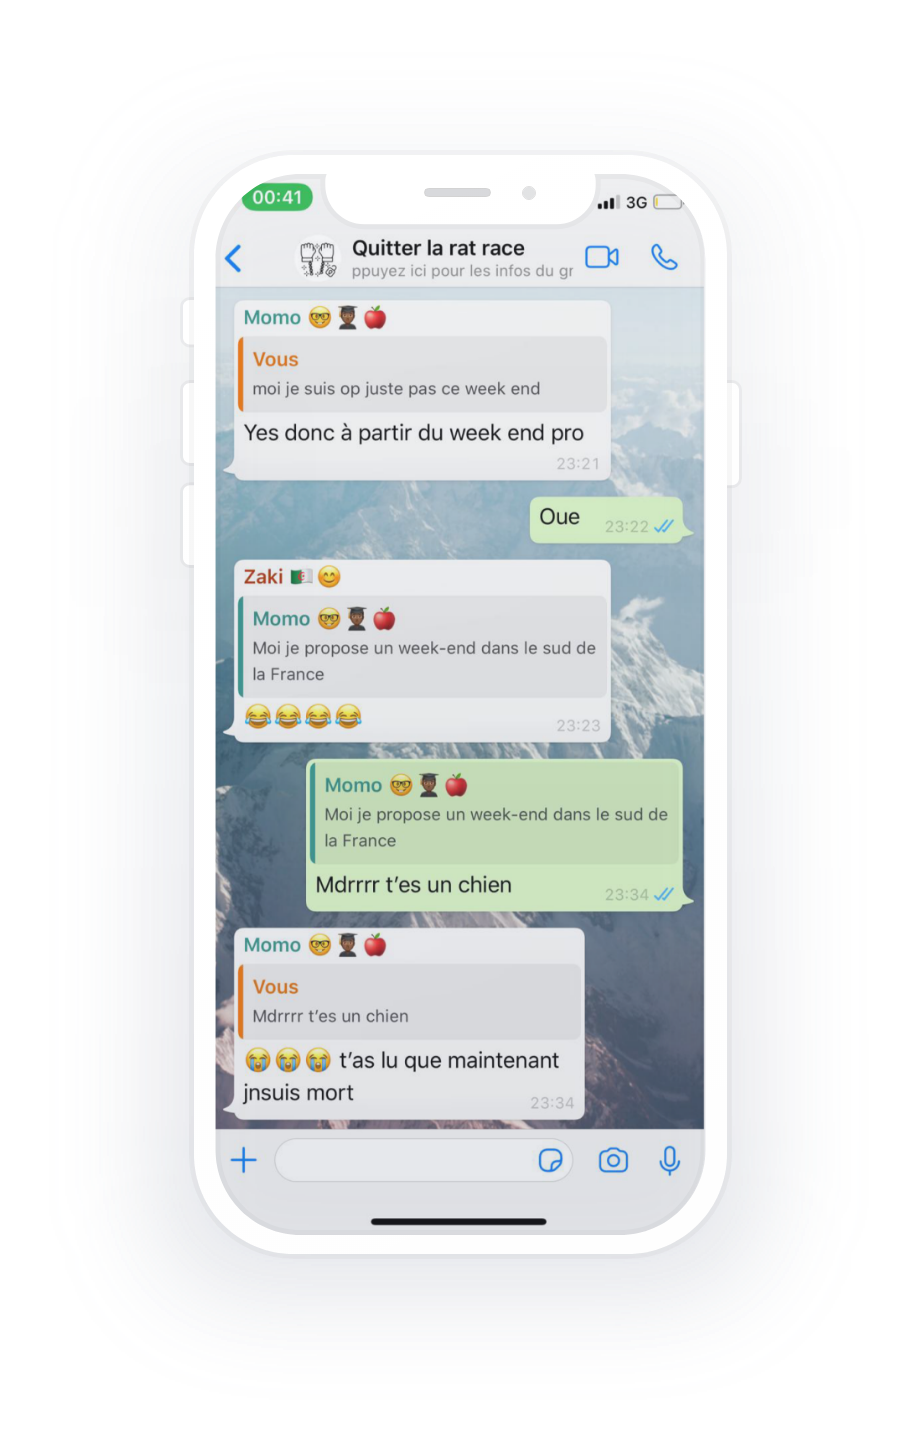 00:41
3G
Quitter la rat race
ppuyez ici pour les infos du gr
Momo 🤓 👨🏾‍🎓 🍎
Vous
moi je suis op juste pas ce week end
Yes donc à partir du week end pro
23:21
Oue
23:22
Zaki 🇩🇿 😊
Momo 🤓 👨🏾‍🎓 🍎
Moi je propose un week-end dans le sud de
la France
😂😂😂😂
23:23
Momo 🤓 👨🏾‍🎓 🍎
Moi je propose un week-end dans le sud de
la France
Mdrrrr t’es un chien
23:34
Momo 🤓 👨🏾‍🎓 🍎
Vous
Mdrrrr t’es un chien
😭😭😭 t’as lu que maintenant
jnsuis mort
23:34